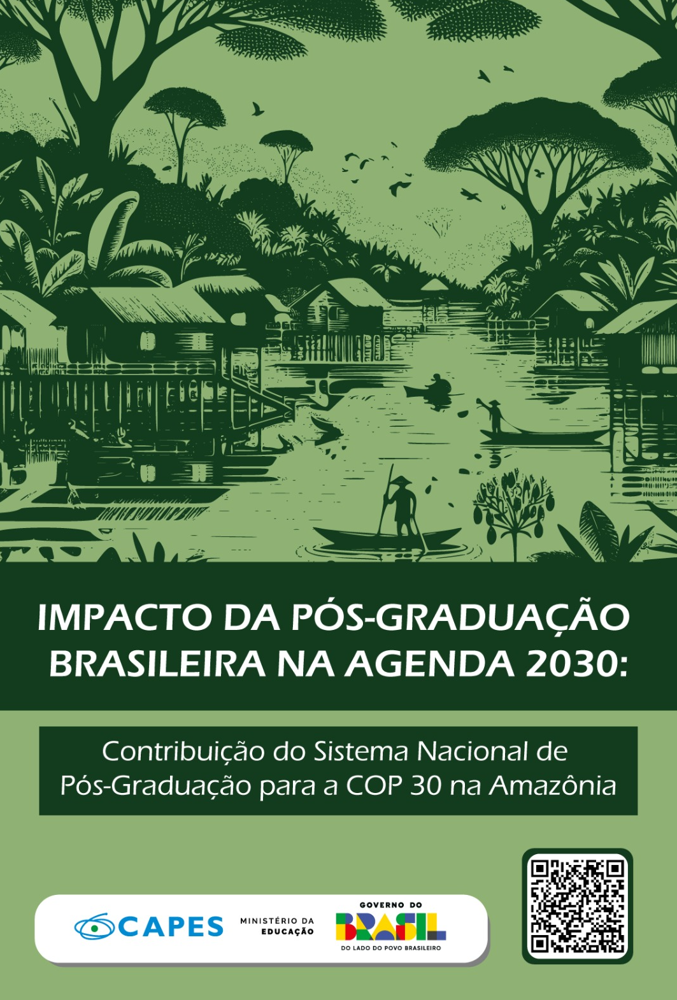 IMPACTO DA PÓS-GRADUAÇÃO
BRASILEIRA NA AGENDA 2030:
Contribuição do Sistema Nacional de
Pós-Graduação para a COP 30 na Amazônia
CAPES
MINISTÉRIO DA
EDUCAÇÃO
GOVERNO DO
BRASIL
DO LADO DO POVO BRASILEIRO